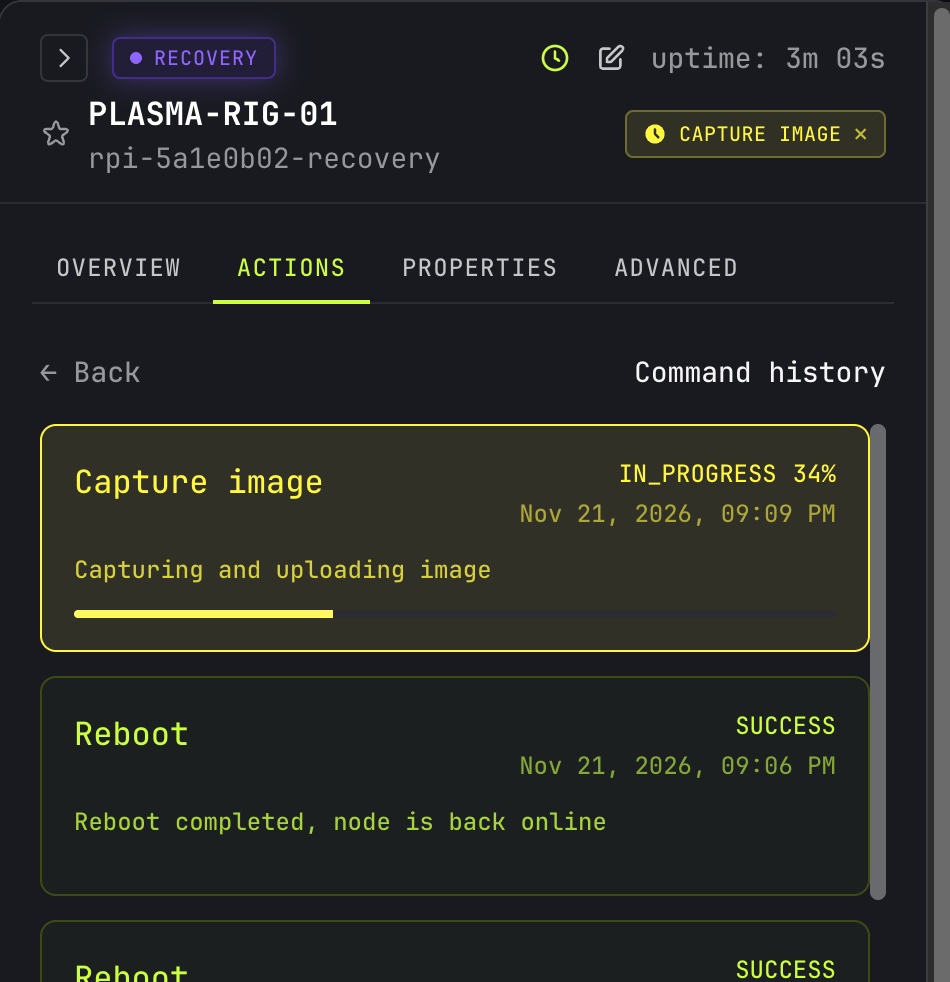 RECOVERY
uptime: 3m 03s
PLASMA-RIG-01
rpi-5a1e0b02-recovery
CAPTURE IMAGE ×
OVERVIEW ACTIONS PROPERTIES ADVANCED
← Back
Command history
Capture image
IN_PROGRESS 34%
Nov 21, 2026, 09:09 PM
Capturing and uploading image
Reboot
SUCCESS
Nov 21, 2026, 09:06 PM
Reboot completed, node is back online
Reboot
SUCCESS